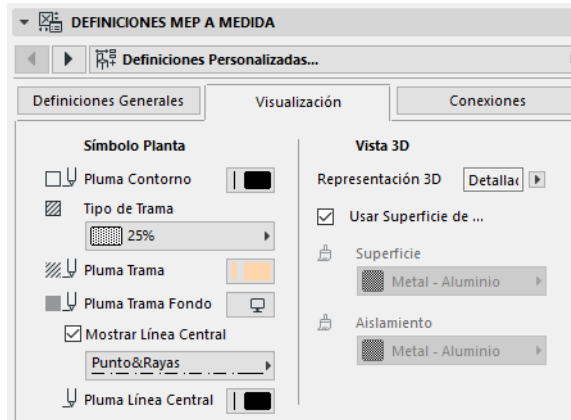 DEFINICIONES MEP A MEDIDA
Definiciones Personalizadas...
Definiciones Generales
Visualización
Conexiones
Símbolo Planta
Pluma Contorno
Tipo de Trama
25%
Pluma Trama
Pluma Trama Fondo
Mostrar Línea Central
Punto&Rayas
Pluma Línea Central
Vista 3D
Representación 3D
Detallac
Usar Superficie de ...
Superficie
Metal - Aluminio
Aislamiento
Metal - Aluminio